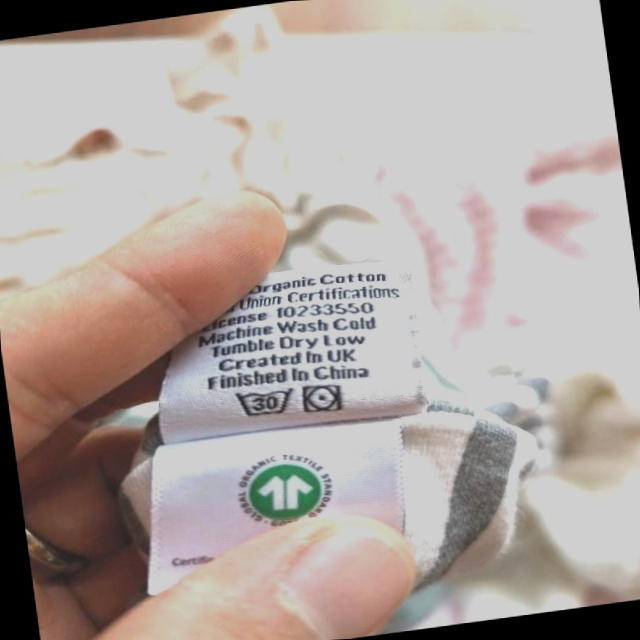 Organic Cotton
Union Certifications
License 10233550
Machine Wash Cold
Tumble Dry Low
Created In UK
Finished In China
30
GLOBAL ORGANIC TEXTILE STANDARD